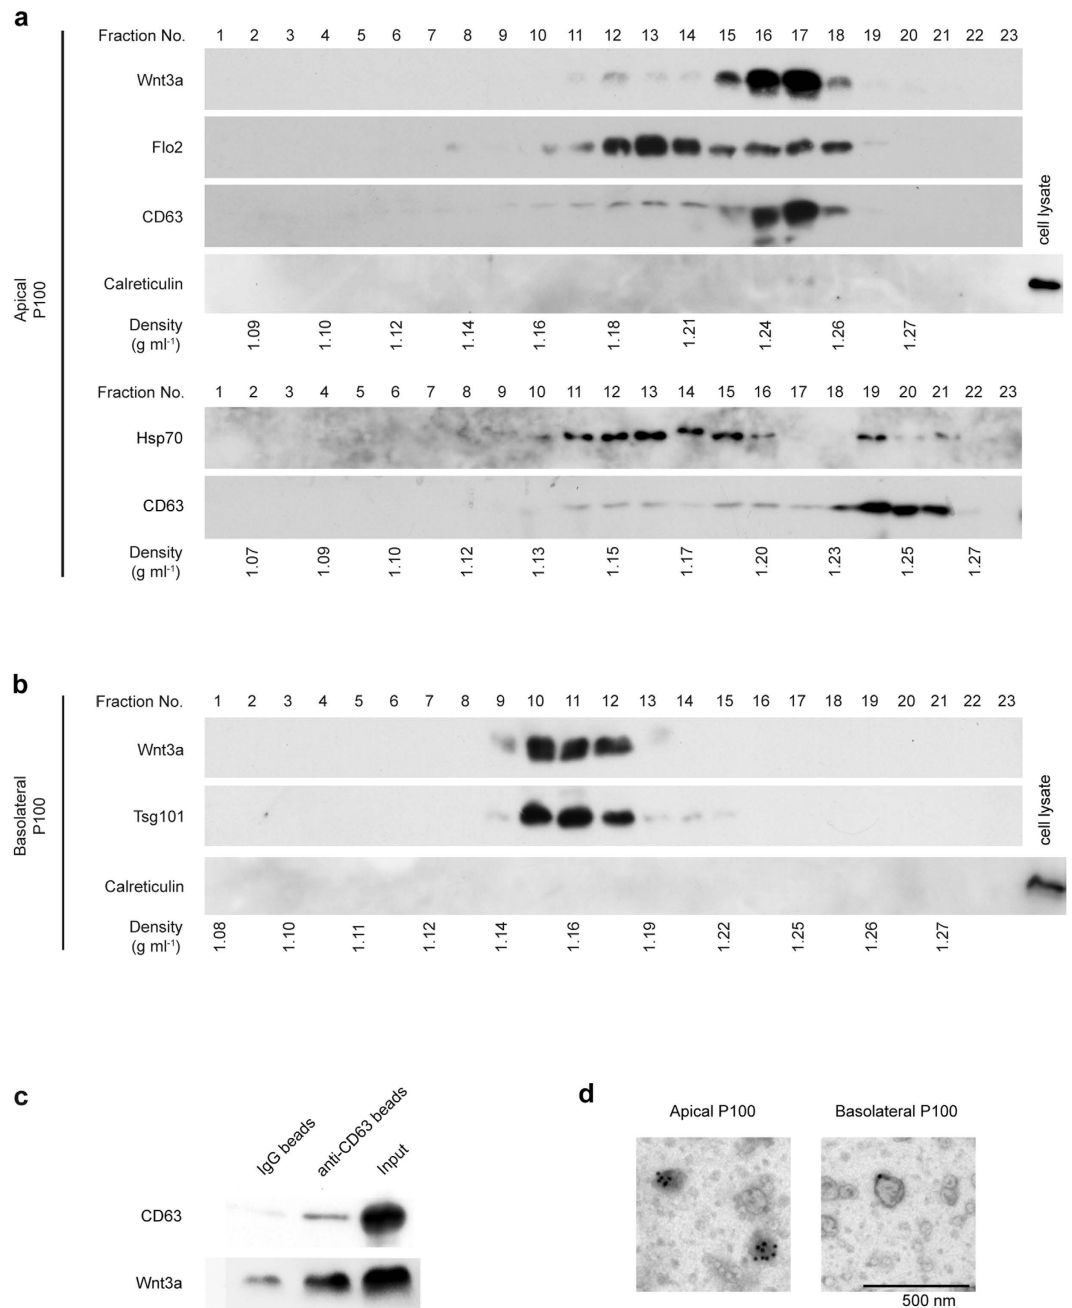 a
Fraction No. 1 2 3 4 5 6 7 8 9 10 11 12 13 14 15 16 17 18 19 20 21 22 23
Wnt3a
Flo2
CD63
cell lysate
Calreticulin
Apical
P100
Density
(g ml⁻¹)
1.09 1.10 1.12 1.14 1.16 1.18 1.21 1.24 1.26 1.27
Fraction No. 1 2 3 4 5 6 7 8 9 10 11 12 13 14 15 16 17 18 19 20 21 22 23
Hsp70
CD63
Density
(g ml⁻¹)
1.07 1.09 1.10 1.12 1.13 1.15 1.17 1.20 1.23 1.25 1.27
b
Fraction No. 1 2 3 4 5 6 7 8 9 10 11 12 13 14 15 16 17 18 19 20 21 22 23
Wnt3a
Tsg101
cell lysate
Basolateral
P100
Calreticulin
Density
(g ml⁻¹)
1.08 1.10 1.11 1.12 1.14 1.16 1.19 1.22 1.25 1.26 1.27
c
IgG beads
anti-CD63 beads
Input
CD63
Wnt3a
d
Apical P100
Basolateral P100
500 nm